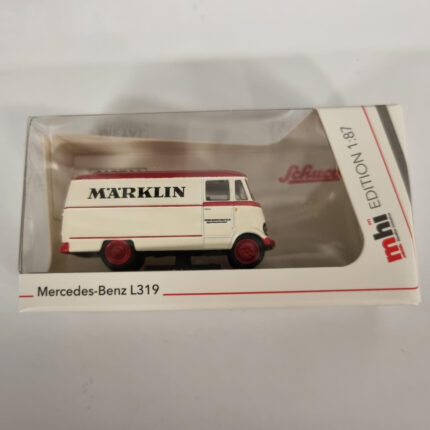 MÄRKLIN
Schuco
mhi EDITION 1:87
Mercedes-Benz L319